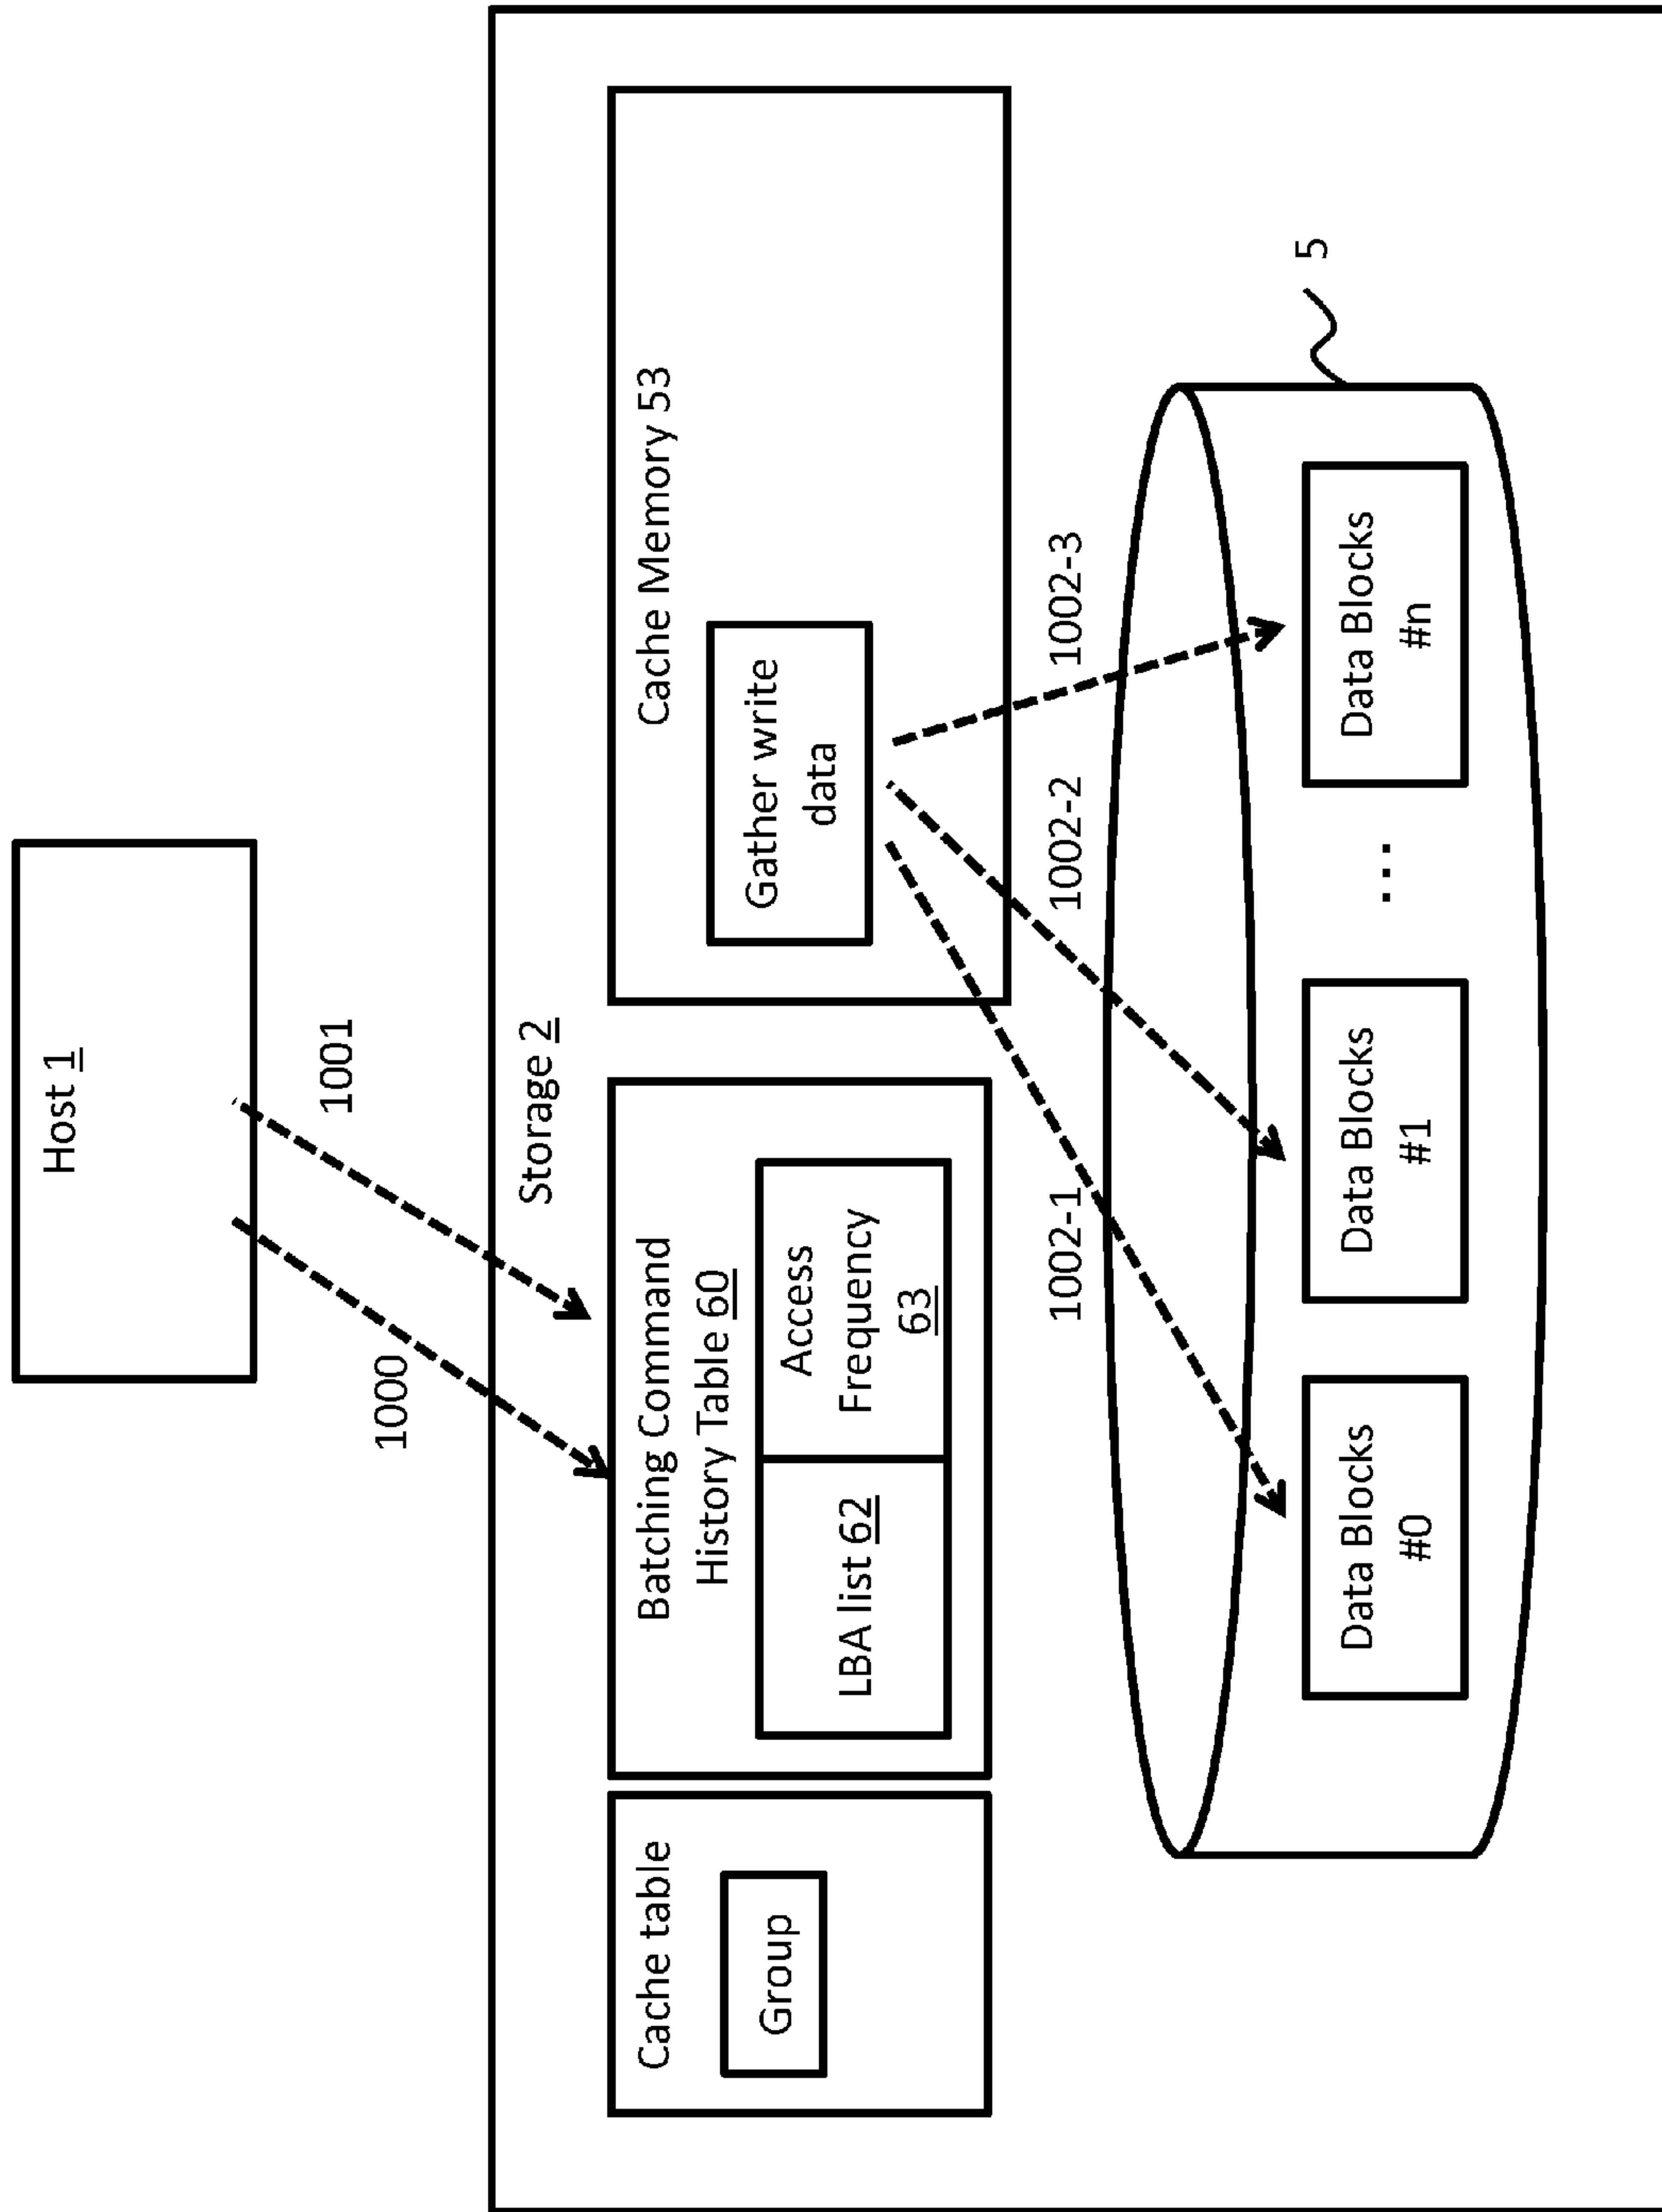 Host 1
1000
1001
Storage 2
Cache table
Group
Batching Command
History Table 60
LBA list 62
Access
Frequency
63
Cache Memory 53
Gather write
data
1002-1
1002-2
1002-3
5
Data Blocks
#0
Data Blocks
#1
...
Data Blocks
#n